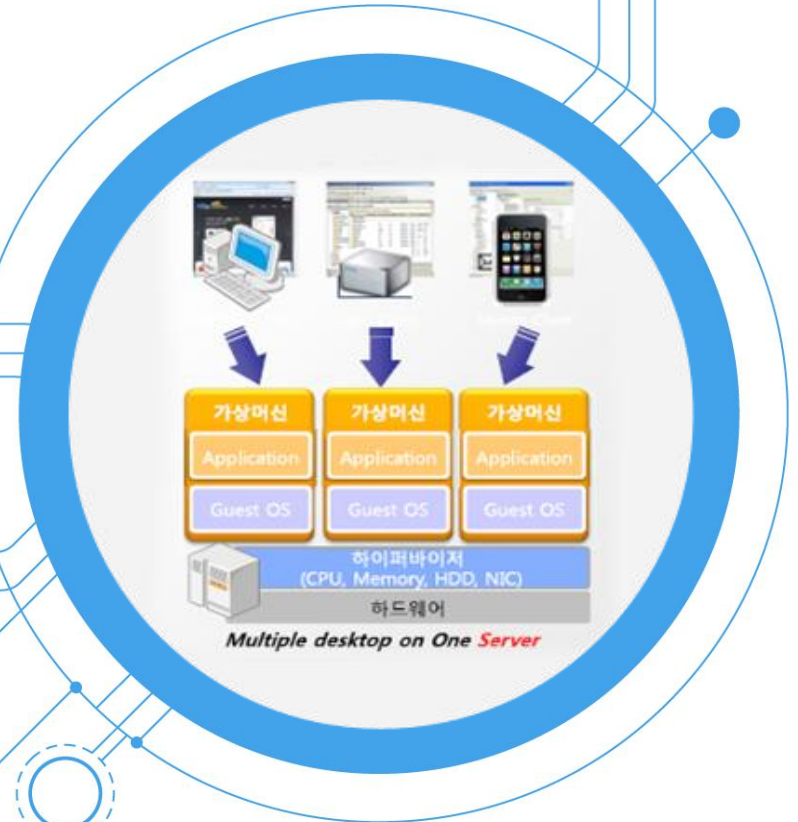 가상머신 가상머신 가상머신
Application Application Application
Guest OS Guest OS Guest OS
하이퍼바이저
(CPU, Memory, HDD, NIC)
하드웨어
Multiple desktop on One Server